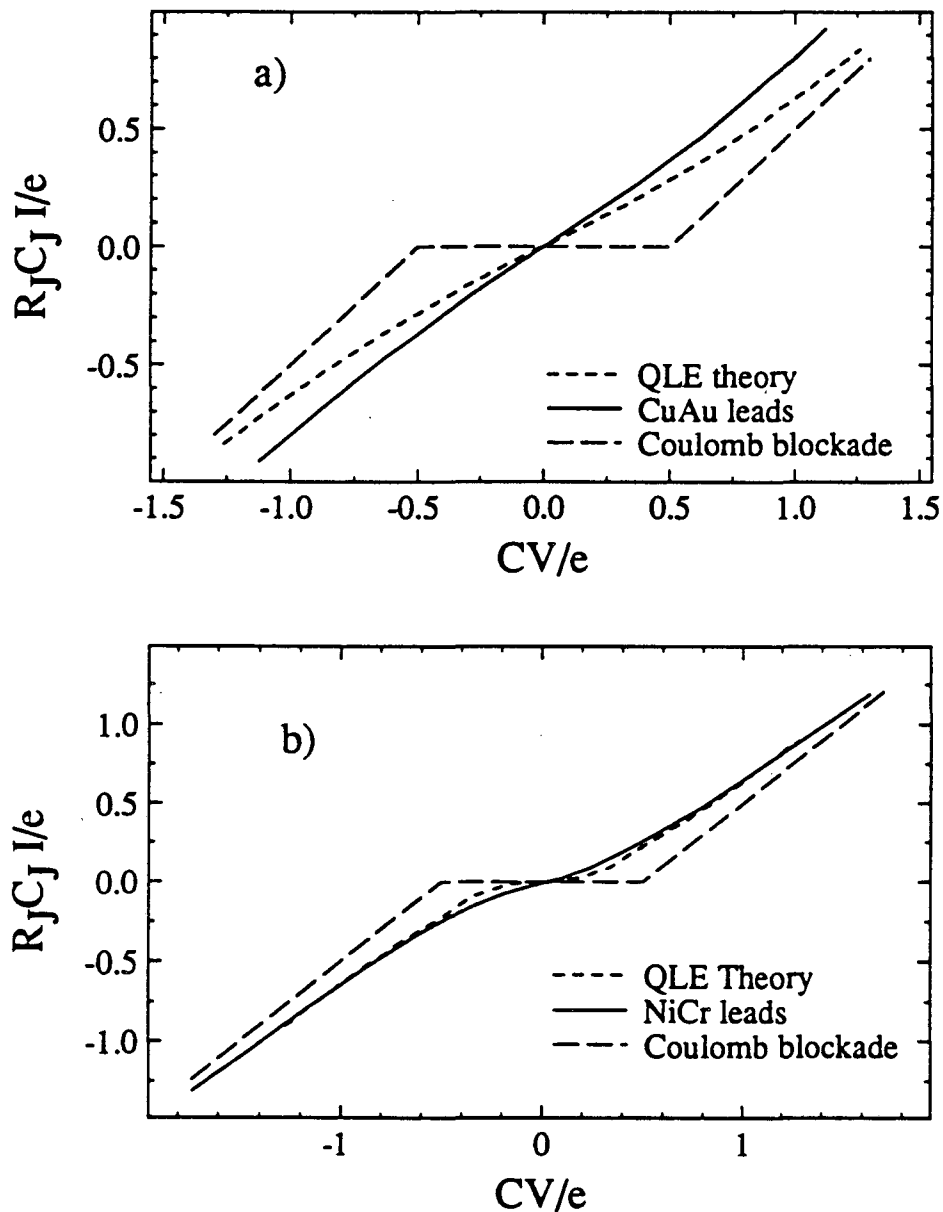 a)
R_J C_J I/e
0.5
0.0
-0.5
QLE theory
CuAu leads
Coulomb blockade
-1.5 -1.0 -0.5 0.0 0.5 1.0 1.5
CV/e
b)
R_J C_J I/e
1.0
0.5
0.0
-0.5
-1.0
QLE Theory
NiCr leads
Coulomb blockade
-1 0 1
CV/e